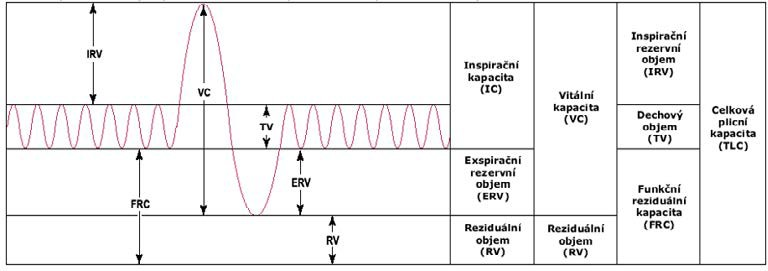 IRV
VC
TV
ERV
FRC
RV
Inspirační
kapacita
(IC)
Exspirační
rezervní
objem
(ERV)
Reziduální
objem
(RV)
Vitální
kapacita
(VC)
Reziduální
objem
(RV)
Inspirační
rezervní
objem
(IRV)
Dechový
objem
(TV)
Funkční
reziduální
kapacita
(FRC)
Celková
plicní
kapacita
(TLC)